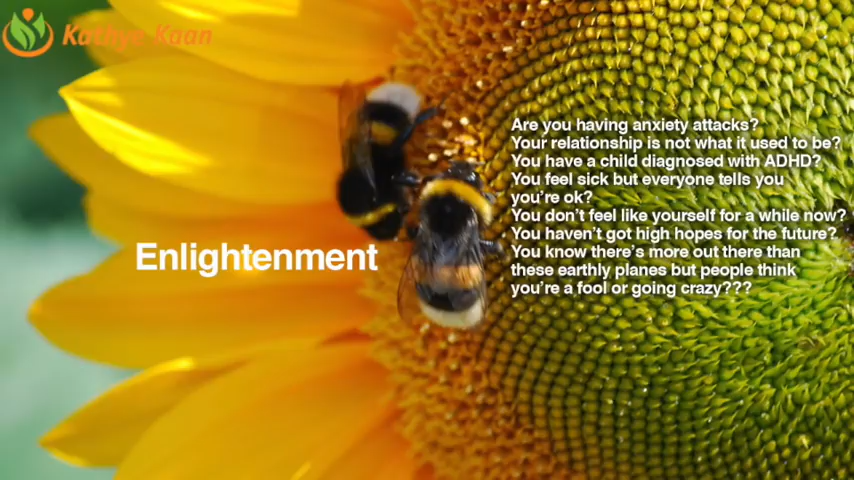 Kathye Kaan
Are you having anxiety attacks?
Your relationship is not what it used to be?
You have a child diagnosed with ADHD?
You feel sick but everyone tells you
you're ok?
You don't feel like yourself for a while now?
You haven't got high hopes for the future?
You know there's more out there than
these earthly planes but people think
you're a fool or going crazy???
Enlightenment